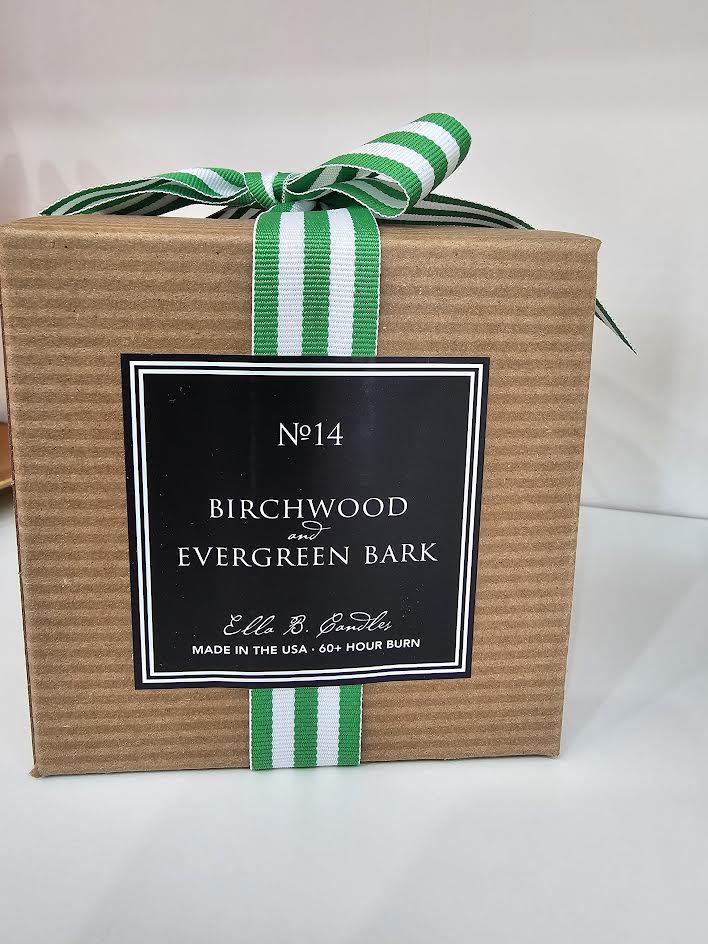 Nº14
BIRCHWOOD
and
EVERGREEN BARK
Ella B. Candles
MADE IN THE USA · 60+ HOUR BURN